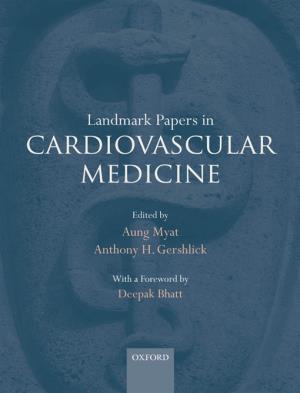 Landmark Papers in
CARDIOVASCULAR
MEDICINE
Edited by
Aung Myat
Anthony H. Gershlick
With a Foreword by
Deepak Bhatt
OXFORD